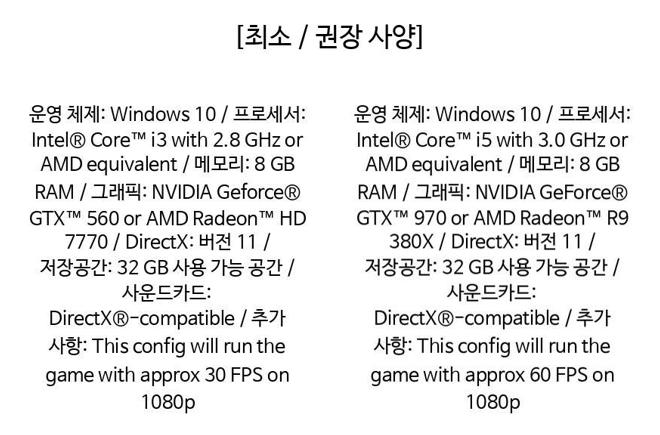 [최소 / 권장 사양]
운영 체제: Windows 10 / 프로세서:
Intel® Core™ i3 with 2.8 GHz or
AMD equivalent / 메모리: 8 GB
RAM / 그래픽: NVIDIA Geforce®
GTX™ 560 or AMD Radeon™ HD
7770 / DirectX: 버전 11 /
저장공간: 32 GB 사용 가능 공간 /
사운드카드:
DirectX®-compatible / 추가
사항: This config will run the
game with approx 30 FPS on
1080p
운영 체제: Windows 10 / 프로세서:
Intel® Core™ i5 with 3.0 GHz or
AMD equivalent / 메모리: 8 GB
RAM / 그래픽: NVIDIA GeForce®
GTX™ 970 or AMD Radeon™ R9
380X / DirectX: 버전 11 /
저장공간: 32 GB 사용 가능 공간 /
사운드카드:
DirectX®-compatible / 추가
사항: This config will run the
game with approx 60 FPS on
1080p